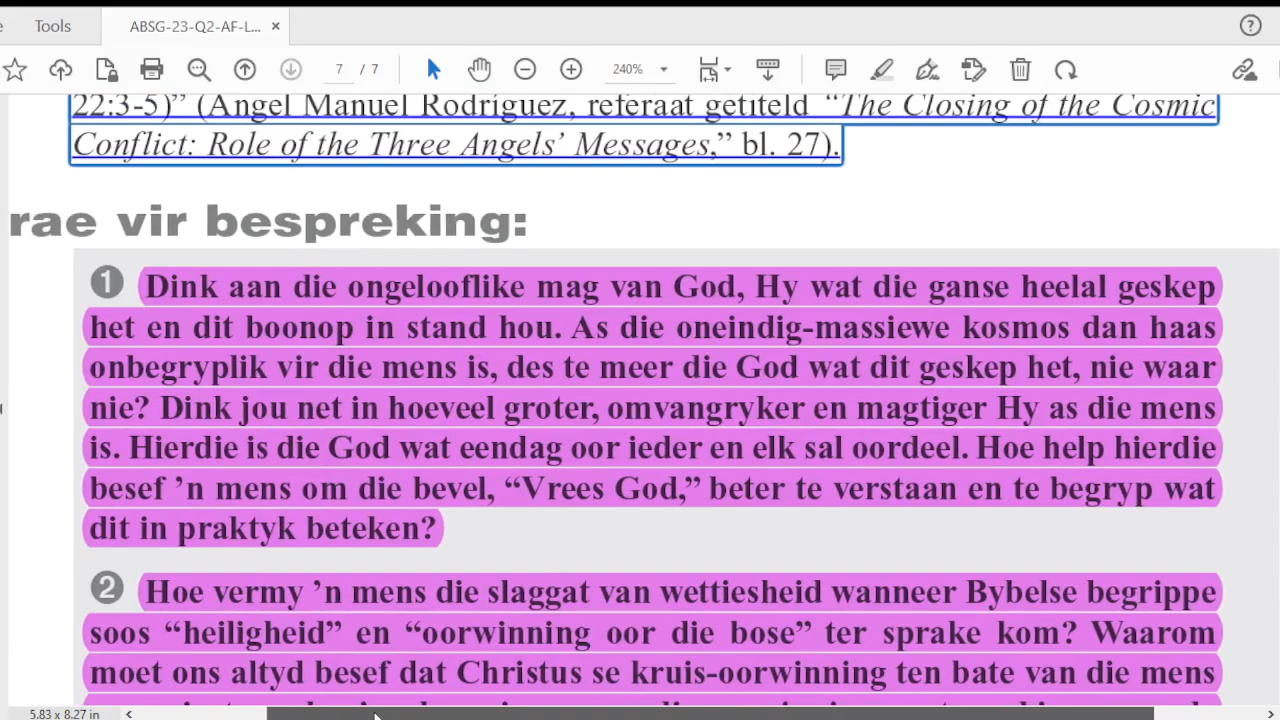 e Tools ABSG-23-Q2-AF-L... ×
7 / 7 240%
22:3-5)” (Ángel Manuel Rodríguez, referaat getiteld “The Closing of the Cosmic
Conflict: Role of the Three Angels’ Messages,” bl. 27).
rae vir bespreking:
1 Dink aan die ongelooflike mag van God, Hy wat die ganse heelal geskep
het en dit boonop in stand hou. As die oneindig-massiewe kosmos dan haas
onbegryplik vir die mens is, des te meer die God wat dit geskep het, nie waar
nie? Dink jou net in hoeveel groter, omvangryker en magtiger Hy as die mens
is. Hierdie is die God wat eendag oor ieder en elk sal oordeel. Hoe help hierdie
besef ’n mens om die bevel, “Vrees God,” beter te verstaan en te begryp wat
dit in praktyk beteken?
2 Hoe vermy ’n mens die slaggat van wettiesheid wanneer Bybelse begrippe
soos “heiligheid” en “oorwinning oor die bose” ter sprake kom? Waarom
moet ons altyd besef dat Christus se kruis-oorwinning ten bate van die mens
5.83 x 8.27 in